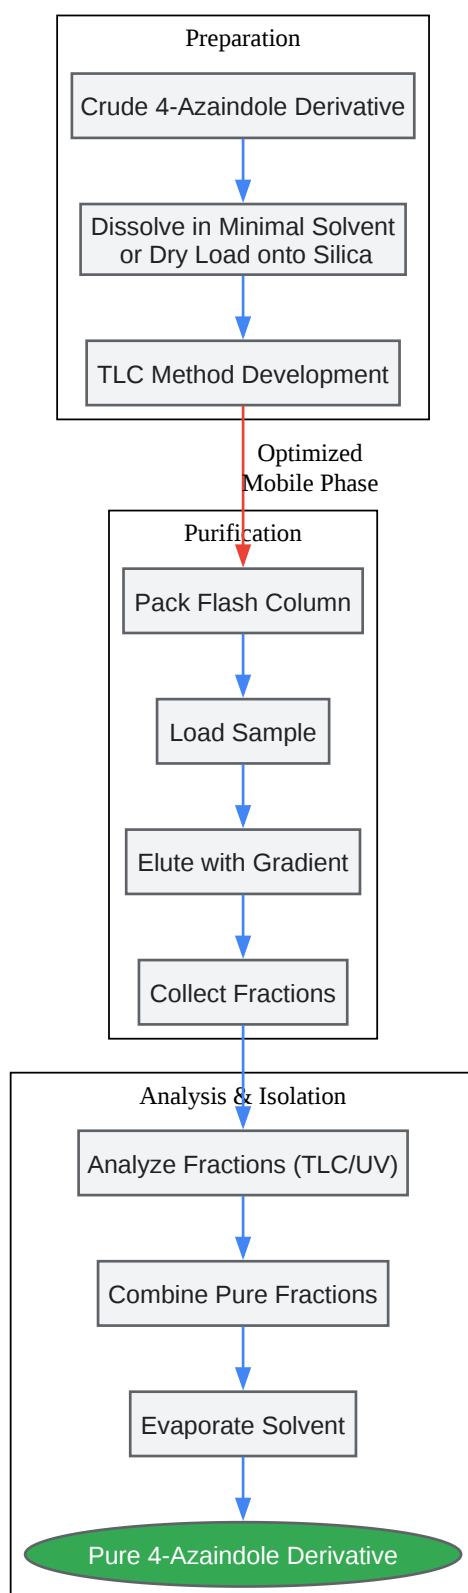 Preparation
Crude 4-Azaindole Derivative
Dissolve in Minimal Solvent
or Dry Load onto Silica
TLC Method Development
Optimized
Mobile Phase
Purification
Pack Flash Column
Load Sample
Elute with Gradient
Collect Fractions
Analysis & Isolation
Analyze Fractions (TLC/UV)
Combine Pure Fractions
Evaporate Solvent
Pure 4-Azaindole Derivative